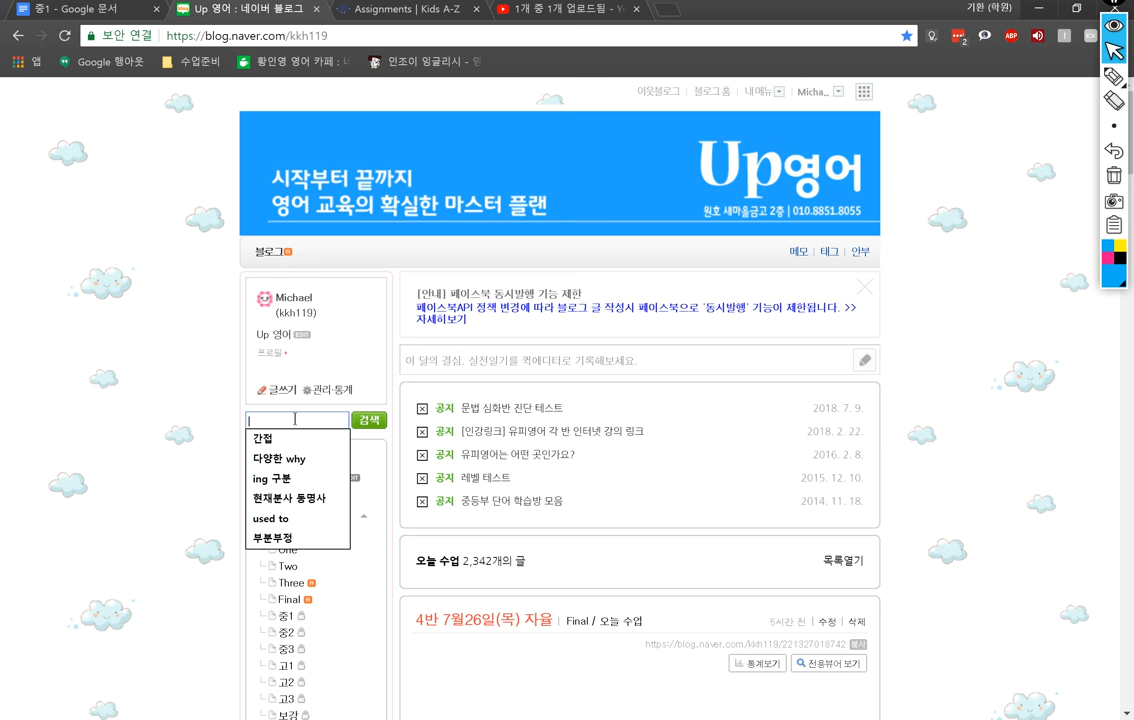 중1 - Google 문서
Up 영어 : 네이버 블로그
Assignments | Kids A-Z
1개 중 1개 업로드됨 - Yo
기환 (학원)
보안 연결
https://blog.naver.com/kkh119
2
ABP
앱
Google 행아웃
수업준비
황인영 영어 카페 : 네
인조이 잉글리시 - 영
이웃블로그 | 블로그 홈 | 내 메뉴 | Micha..
시작부터 끝까지
영어 교육의 확실한 마스터 플랜
Up영어
원호 새마을금고 2층 | 010.8851.8055
블로그 N
메모 | 태그 | 안부
Michael
(kkh119)
Up 영어 EDIT
프로필
글쓰기 관리·통계
검색
간접
다양한 why
ing 구분
현재분사 동명사
used to
부분부정
One
Two
Three N
Final N
중1
중2
중3
고1
고2
고3
보강
[안내] 페이스북 동시발행 기능 제한
페이스북API 정책 변경에 따라 블로그 글 작성시 페이스북으로 '동시발행' 기능이 제한됩니다. >>
자세히보기
이 달의 결심, 실천일기를 퀵에디터로 기록해보세요.
공지 문법 심화반 진단 테스트 2018. 7. 9.
공지 [인강링크] 유피영어 각 반 인터넷 강의 링크 2018. 2. 22.
공지 유피영어는 어떤 곳인가요? 2016. 2. 8.
공지 레벨 테스트 2015. 12. 10.
공지 중등부 단어 학습방 모음 2014. 11. 18.
오늘 수업 2,342개의 글 목록열기
4반 7월26일(목) 자율 | Final / 오늘 수업 5시간 전 | 수정 | 삭제
https://blog.naver.com/kkh119/221327018742 복사
통계보기 전용뷰어 보기